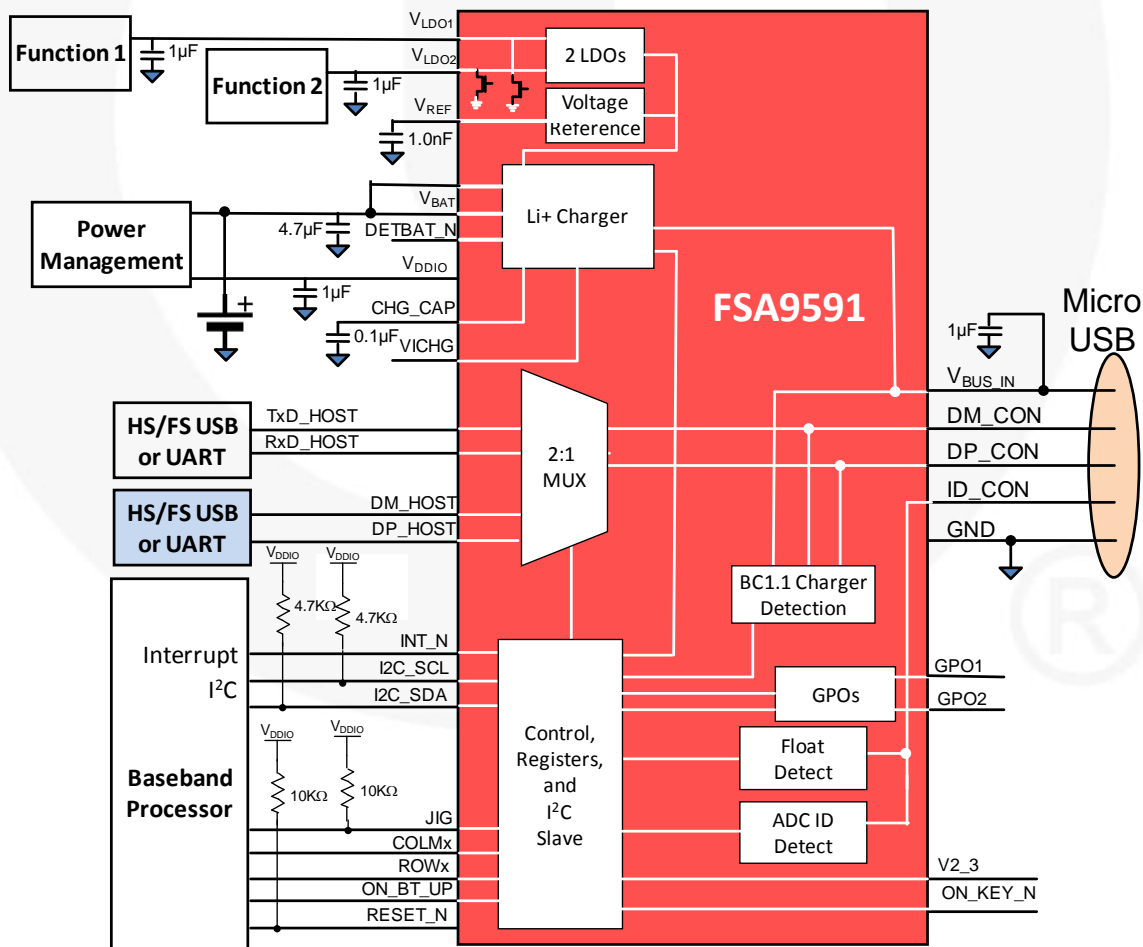 Function 1
1µF
VLDO1
Function 2
1µF
VLDO2
2 LDOs
VREF
1.0nF
Voltage
Reference
Power
Management
VBAT
4.7µF
DETBAT_N
Li+ Charger
VDDIO
1µF
+
CHG_CAP
0.1µF
VICHG
FSA9591
Micro
USB
1µF
VBUS_IN
DM_CON
DP_CON
ID_CON
GND
HS/FS USB
or UART
TxD_HOST
RxD_HOST
2:1
MUX
HS/FS USB
or UART
DM_HOST
DP_HOST
BC1.1 Charger
Detection
VDDIO
VDDIO
4.7KΩ
4.7KΩ
Interrupt
I²C
INT_N
I2C_SCL
I2C_SDA
GPOs
GPO1
GPO2
Control,
Registers,
and
I²C
Slave
Float
Detect
ADC ID
Detect
VDDIO
VDDIO
10KΩ
10KΩ
Baseband
Processor
JIG
COLMx
ROWx
ON_BT_UP
RESET_N
V2_3
ON_KEY_N
®